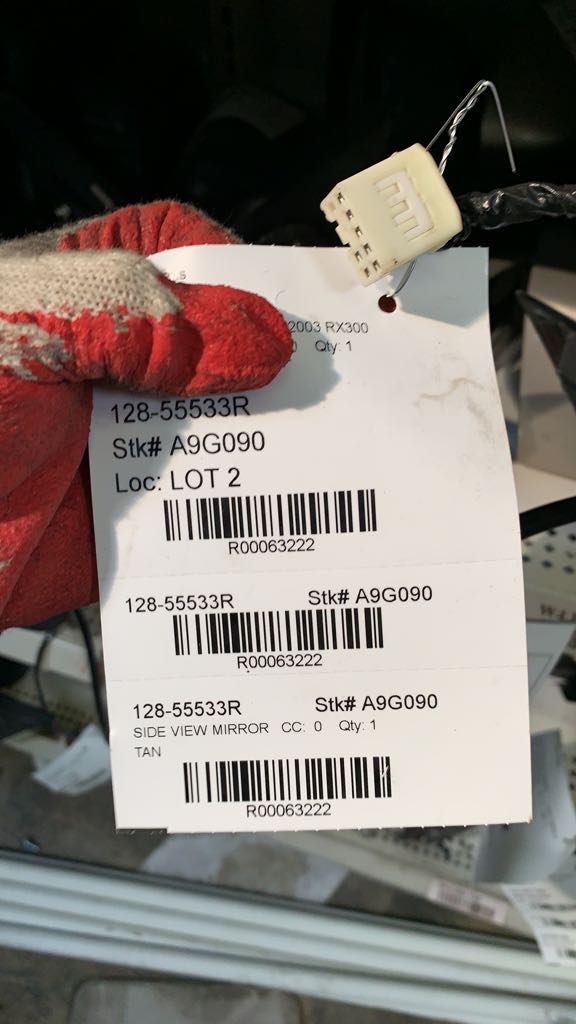 2003 RX300
Qty: 1
128-55533R
Stk# A9G090
Loc: LOT 2
R00063222
128-55533R Stk# A9G090
R00063222
128-55533R Stk# A9G090
SIDE VIEW MIRROR CC: 0 Qty: 1
TAN
R00063222